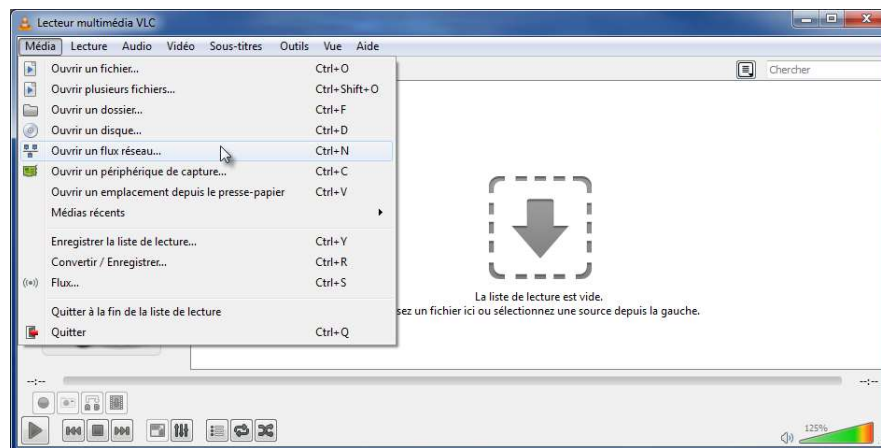 Lecteur multimédia VLC
Média Lecture Audio Vidéo Sous-titres Outils Vue Aide
Chercher
Ouvrir un fichier... Ctrl+O
Ouvrir plusieurs fichiers... Ctrl+Shift+O
Ouvrir un dossier... Ctrl+F
Ouvrir un disque... Ctrl+D
Ouvrir un flux réseau... Ctrl+N
Ouvrir un périphérique de capture... Ctrl+C
Ouvrir un emplacement depuis le presse-papier Ctrl+V
Médias récents
Enregistrer la liste de lecture... Ctrl+Y
Convertir / Enregistrer... Ctrl+R
Flux... Ctrl+S
Quitter à la fin de la liste de lecture
Quitter Ctrl+Q
La liste de lecture est vide.
sez un fichier ici ou sélectionnez une source depuis la gauche.
--:-- --:--
125%